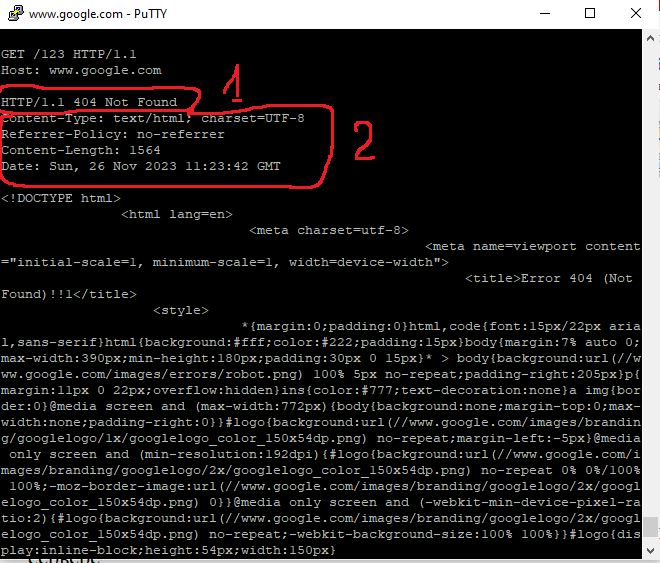 www.google.com - PuTTY
GET /123 HTTP/1.1
Host: www.google.com
1
HTTP/1.1 404 Not Found
Content-Type: text/html; charset=UTF-8
Referrer-Policy: no-referrer
2
Content-Length: 1564
Date: Sun, 26 Nov 2023 11:23:42 GMT
<!DOCTYPE html>
<html lang=en>
<meta charset=utf-8>
<meta name=viewport content
="initial-scale=1, minimum-scale=1, width=device-width">
<title>Error 404 (Not
Found)!!1</title>
<style>
*{margin:0;padding:0}html,code{font:15px/22px aria
l,sans-serif}html{background:#fff;color:#222;padding:15px}body{margin:7% auto 0;
max-width:390px;min-height:180px;padding:30px 0 15px}* > body{background:url(//w
ww.google.com/images/errors/robot.png) 100% 5px no-repeat;padding-right:205px}p{
margin:11px 0 22px;overflow:hidden}ins{color:#777;text-decoration:none}a img{bor
der:0}@media screen and (max-width:772px){body{background:none;margin-top:0;max-
width:none;padding-right:0}}#logo{background:url(//www.google.com/images/brandin
g/googlelogo/1x/googlelogo_color_150x54dp.png) no-repeat;margin-left:-5px}@media
only screen and (min-resolution:192dpi){#logo{background:url(//www.google.com/i
mages/branding/googlelogo/2x/googlelogo_color_150x54dp.png) no-repeat 0% 0%/100%
100%;-moz-border-image:url(//www.google.com/images/branding/googlelogo/2x/googl
elogo_color_150x54dp.png) 0}}@media only screen and (-webkit-min-device-pixel-ra
tio:2){#logo{background:url(//www.google.com/images/branding/googlelogo/2x/googl
elogo_color_150x54dp.png) no-repeat;-webkit-background-size:100% 100%}}#logo{dis
play:inline-block;height:54px;width:150px}